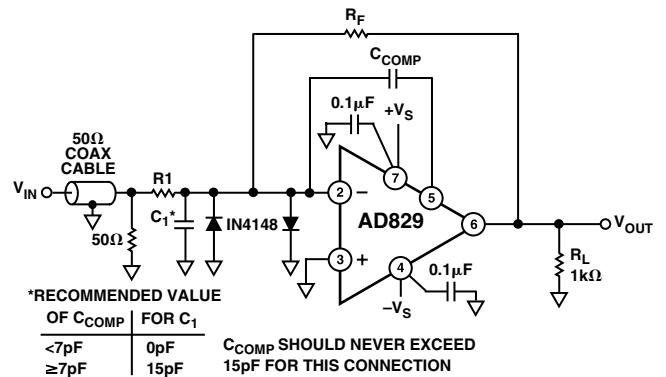 R_F
C_COMP
0.1µF
+V_S
50Ω
COAX
CABLE
V_IN
R1
7
5
2
–
C_1*
IN4148
AD829
6
V_OUT
50Ω
3
+
4
0.1µF
–V_S
R_L
1kΩ
*RECOMMENDED VALUE
OF C_COMP FOR C_1
<7pF 0pF
≥7pF 15pF
C_COMP SHOULD NEVER EXCEED
15pF FOR THIS CONNECTION